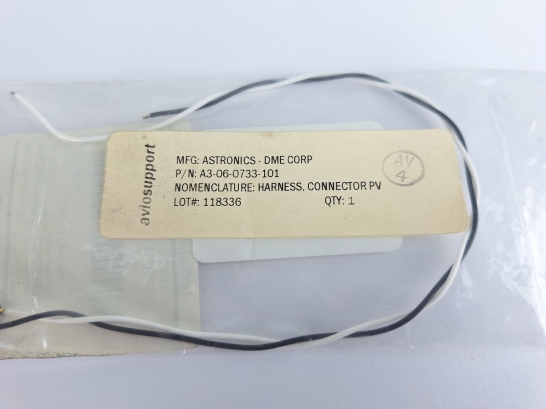 aviosupport
MFG: ASTRONICS - DME CORP
P/N: A3-06-0733-101
NOMENCLATURE: HARNESS, CONNECTOR PV
LOT#: 118336 QTY: 1
AV
4